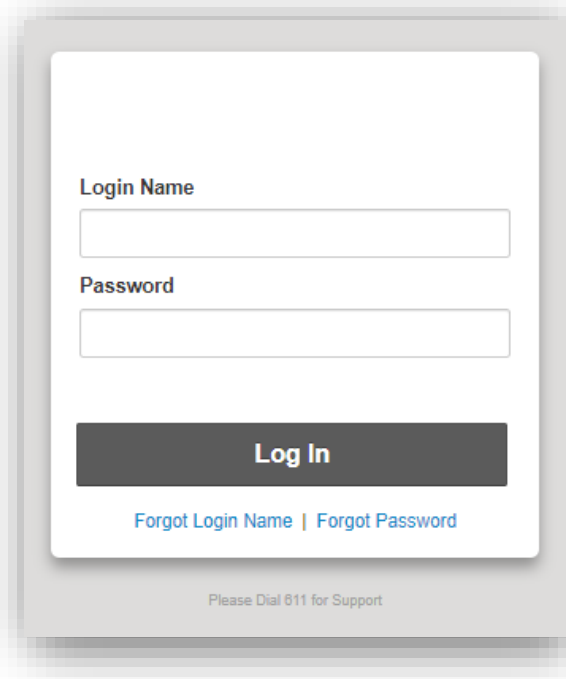 Login Name
Password
Log In
Forgot Login Name | Forgot Password
Please Dial 611 for Support